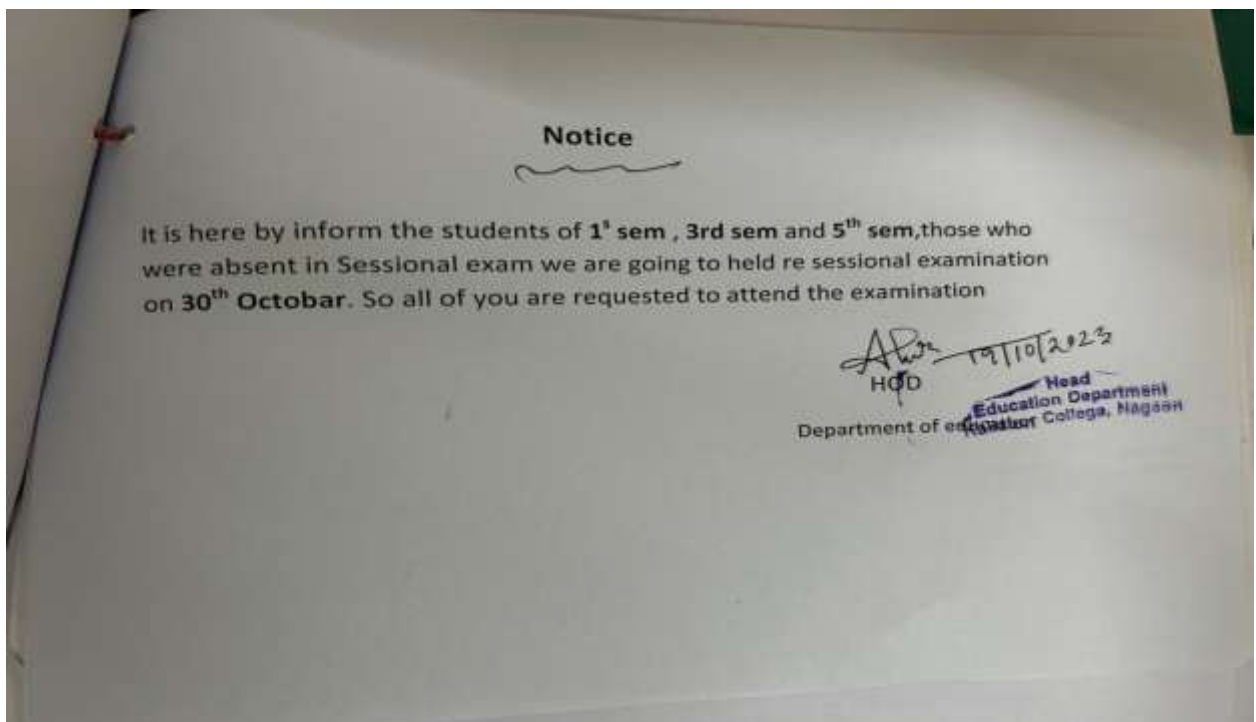 Notice
It is here by inform the students of 1s sem , 3rd sem and 5th sem,those who
were absent in Sessional exam we are going to held re sessional examination
on 30th Octobar. So all of you are requested to attend the examination
19/10/2023
HOD
Head
Education Department
College, Nagaon
Department of education